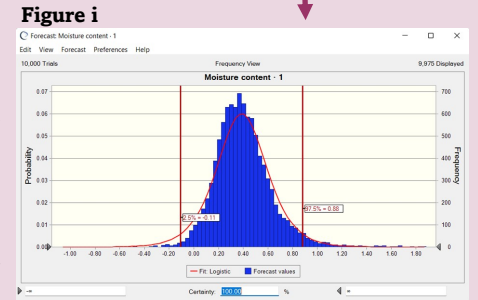 Figure i
Forecast: Moisture content - 1
Edit View Forecast Preferences Help
10,000 Trials Frequency View 9,975 Displayed
Moisture content - 1
Probability
0.07
0.06
0.05
0.04
0.03
0.02
0.01
0.00
2.5% = -0.11
97.5% = 0.88
700
600
500
400
300
200
100
0
Frequency
-1.00 -0.80 -0.60 -0.40 -0.20 0.00 0.20 0.40 0.60 0.80 1.00 1.20 1.40 1.60 1.80
Fit: Logistic Forecast values
-∞ Certainty: 100.00 % ∞